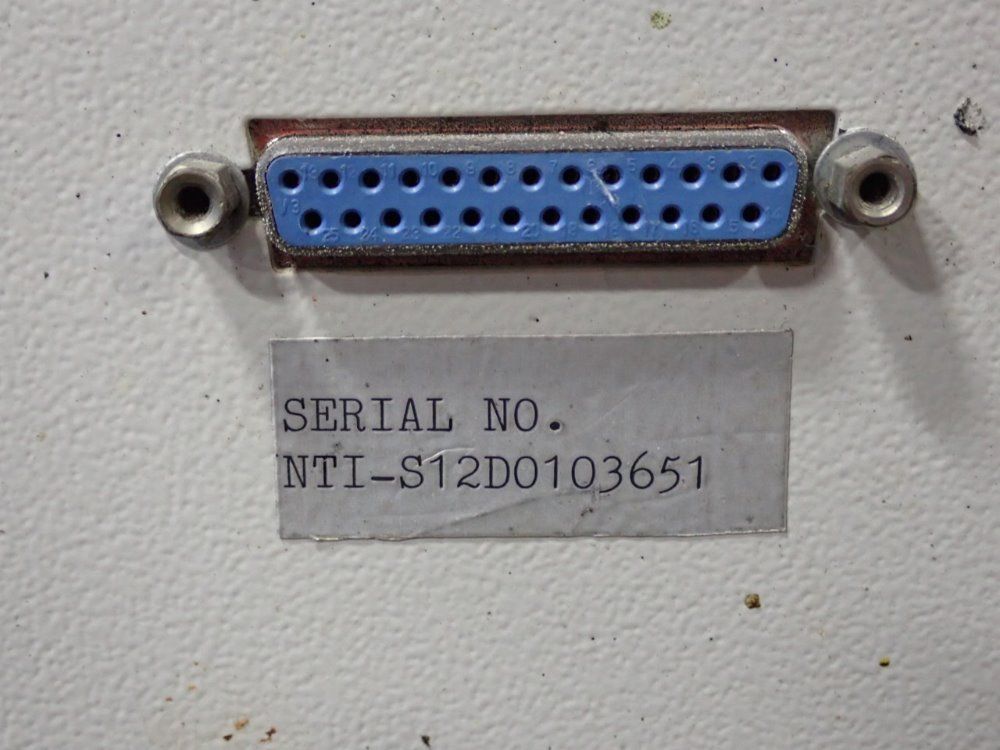 SERIAL NO.
NTI-S12D0103651